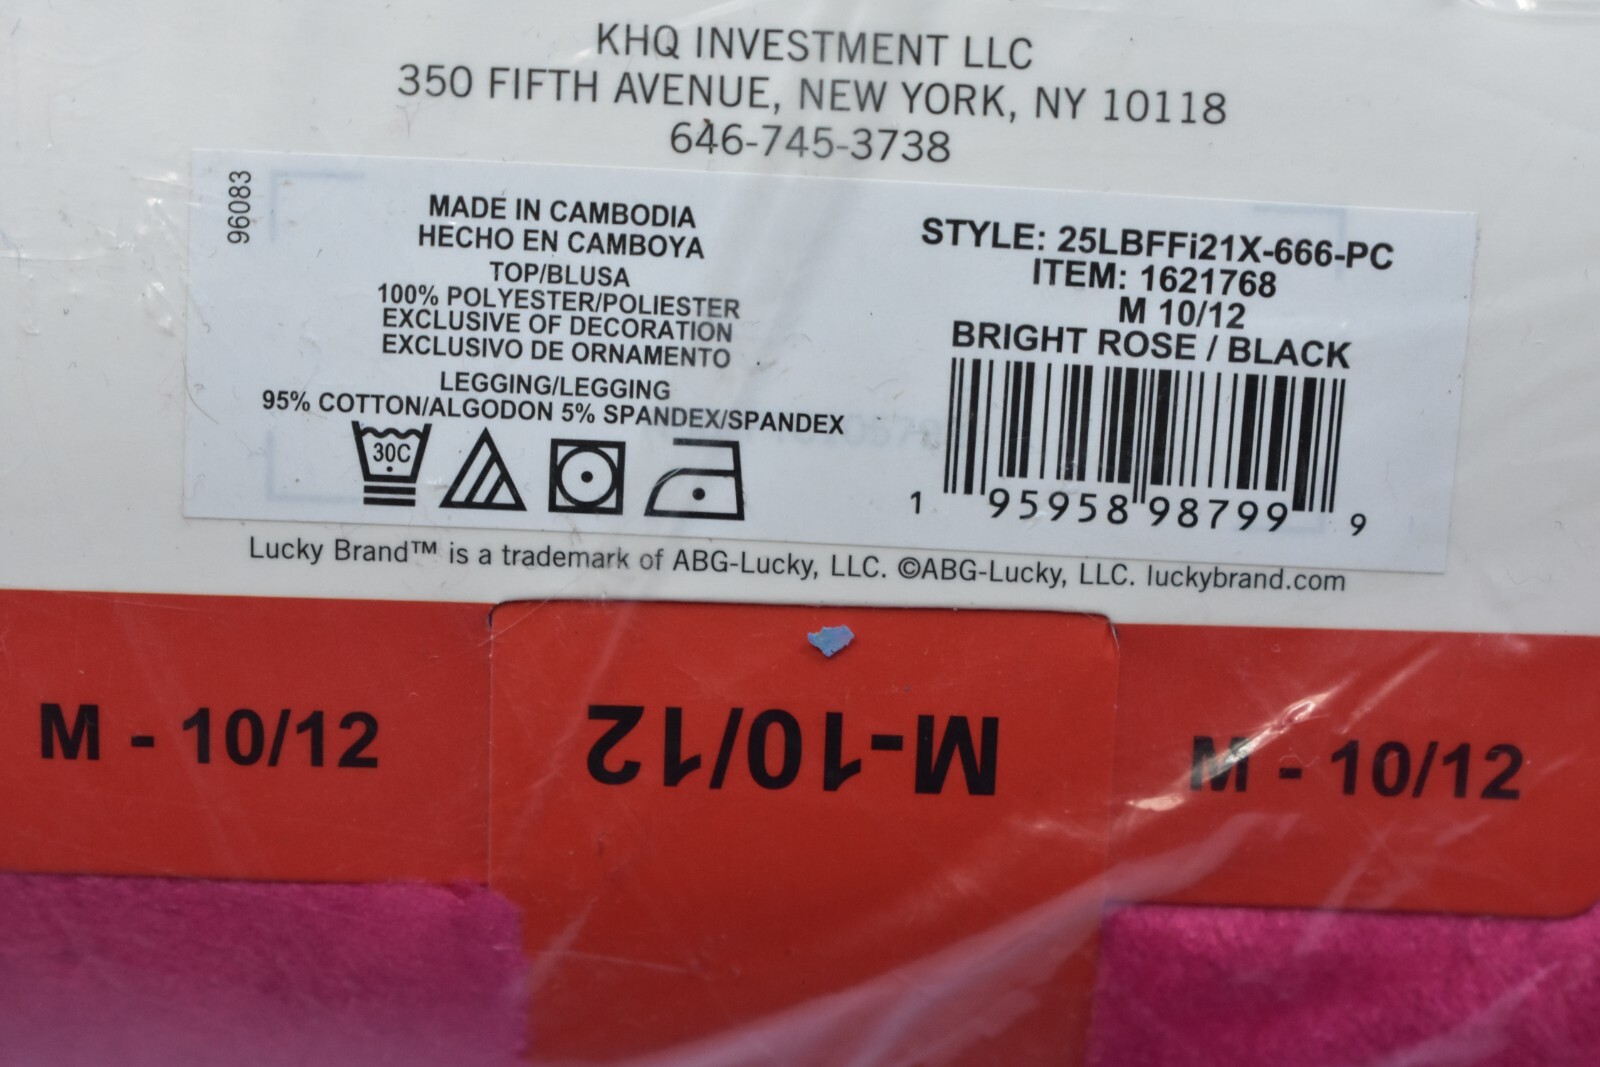 KHQ INVESTMENT LLC
350 FIFTH AVENUE, NEW YORK, NY 10118
646-745-3738
96083
MADE IN CAMBODIA
HECHO EN CAMBOYA
TOP/BLUSA
100% POLYESTER/POLIESTER
EXCLUSIVE OF DECORATION
EXCLUSIVO DE ORNAMENTO
LEGGING/LEGGING
95% COTTON/ALGODON 5% SPANDEX/SPANDEX
30C
STYLE: 25LBFFi21X-666-PC
ITEM: 1621768
M 10/12
BRIGHT ROSE / BLACK
1 95958 98799 9
Lucky Brand™ is a trademark of ABG-Lucky, LLC. ©ABG-Lucky, LLC. luckybrand.com
M - 10/12
M-10/12
M - 10/12